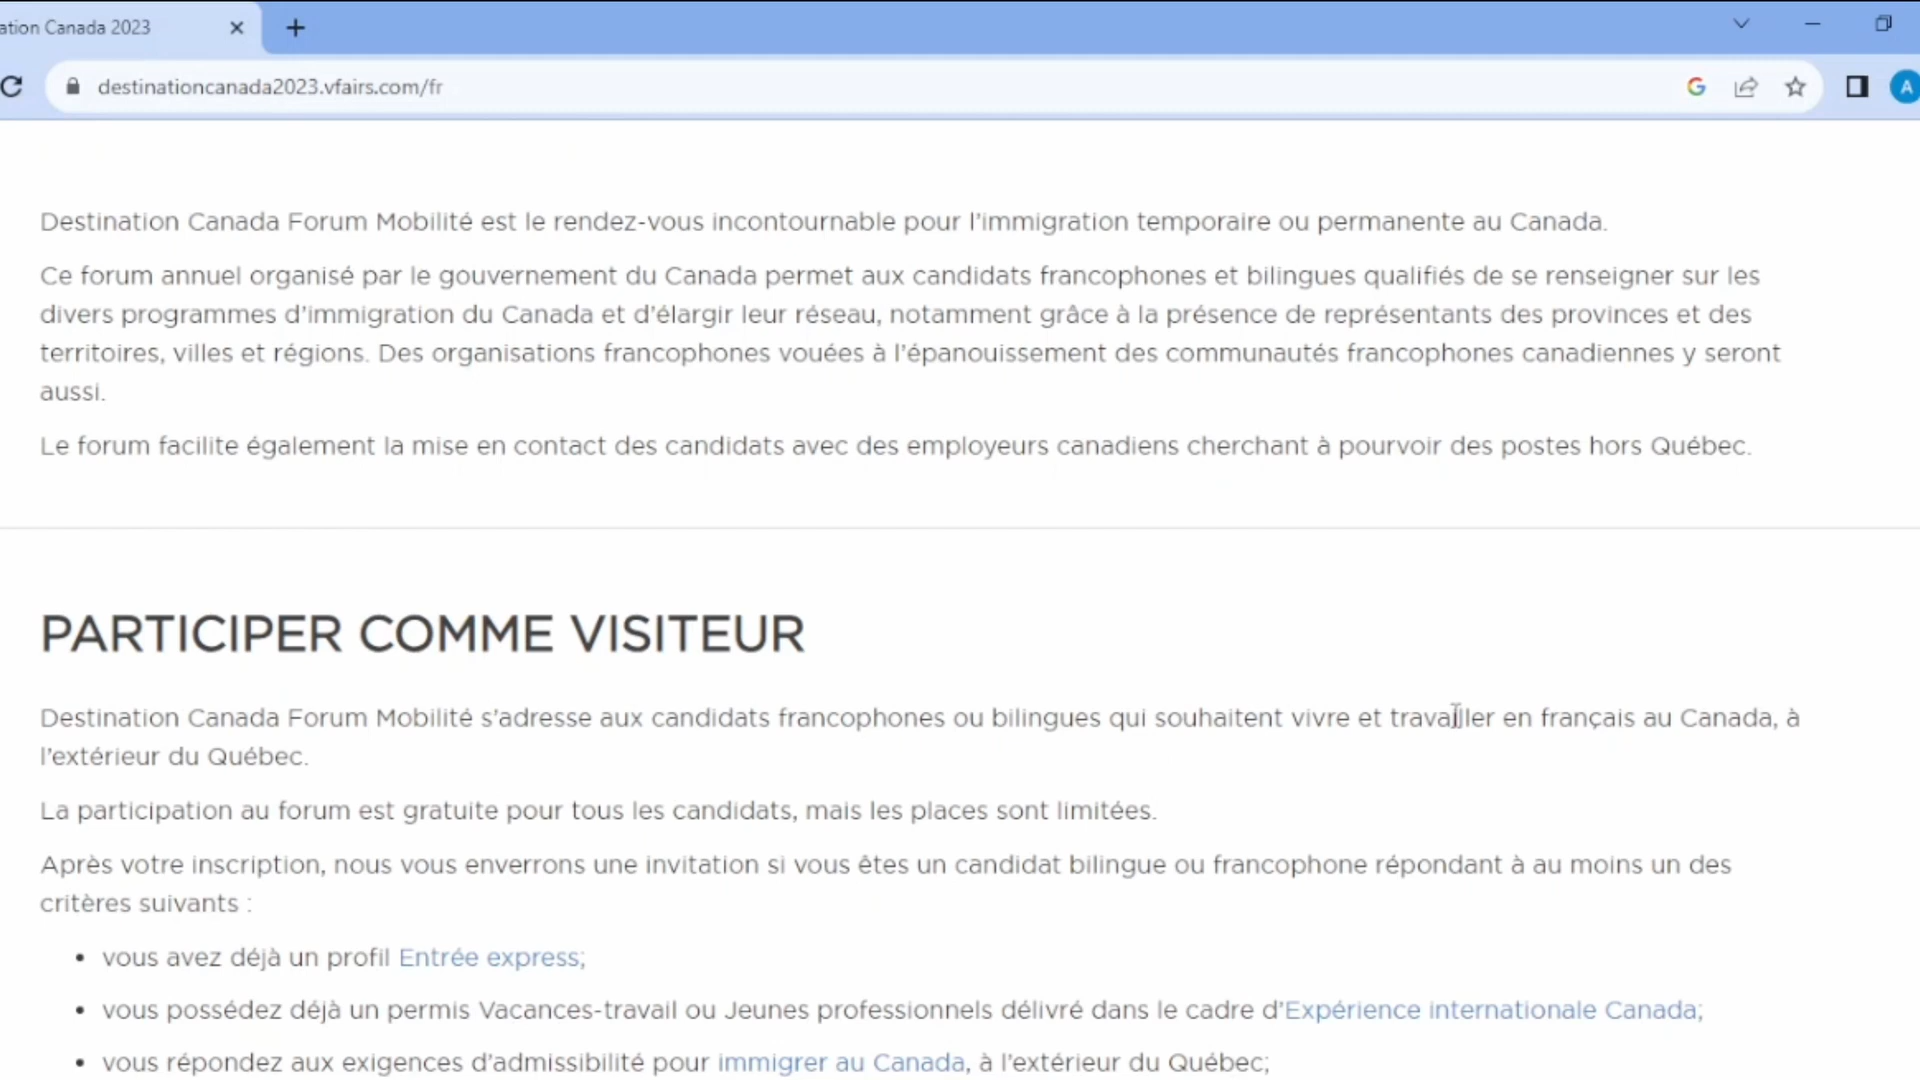 ation Canada 2023
destinationcanada2023.vfairs.com/fr
A
Destination Canada Forum Mobilité est le rendez-vous incontournable pour l'immigration temporaire ou permanente au Canada.
Ce forum annuel organisé par le gouvernement du Canada permet aux candidats francophones et bilingues qualifiés de se renseigner sur les
divers programmes d'immigration du Canada et d'élargir leur réseau, notamment grâce à la présence de représentants des provinces et des
territoires, villes et régions. Des organisations francophones vouées à l'épanouissement des communautés francophones canadiennes y seront
aussi.
Le forum facilite également la mise en contact des candidats avec des employeurs canadiens cherchant à pourvoir des postes hors Québec.
PARTICIPER COMME VISITEUR
Destination Canada Forum Mobilité s'adresse aux candidats francophones ou bilingues qui souhaitent vivre et travailler en français au Canada, à
l'extérieur du Québec.
La participation au forum est gratuite pour tous les candidats, mais les places sont limitées.
Après votre inscription, nous vous enverrons une invitation si vous êtes un candidat bilingue ou francophone répondant à au moins un des
critères suivants :
• vous avez déjà un profil Entrée express;
• vous possédez déjà un permis Vacances-travail ou Jeunes professionnels délivré dans le cadre d'Expérience internationale Canada;
• vous répondez aux exigences d'admissibilité pour immigrer au Canada, à l'extérieur du Québec;